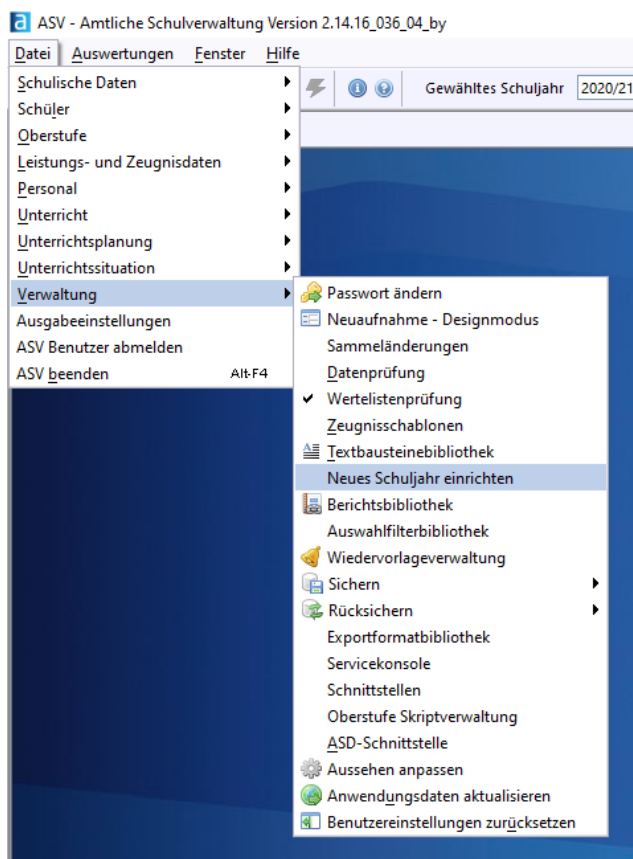 a ASV - Amtliche Schulverwaltung Version 2.14.16_036_04_by
Datei Auswertungen Fenster Hilfe
Gewähltes Schuljahr 2020/21
Schulische Daten
Schüler
Oberstufe
Leistungs- und Zeugnisdaten
Personal
Unterricht
Unterrichtsplanung
Unterrichtssituation
Verwaltung
Ausgabeeinstellungen
ASV Benutzer abmelden
ASV beenden Alt-F4
Passwort ändern
Neuaufnahme - Designmodus
Sammeländerungen
Datenprüfung
Wertelistenprüfung
Zeugnisschablonen
Textbausteinebibliothek
Neues Schuljahr einrichten
Berichtsbibliothek
Auswahlfilterbibliothek
Wiedervorlageverwaltung
Sichern
Rücksichern
Exportformatbibliothek
Servicekonsole
Schnittstellen
Oberstufe Skriptverwaltung
ASD-Schnittstelle
Aussehen anpassen
Anwendungsdaten aktualisieren
Benutzereinstellungen zurücksetzen